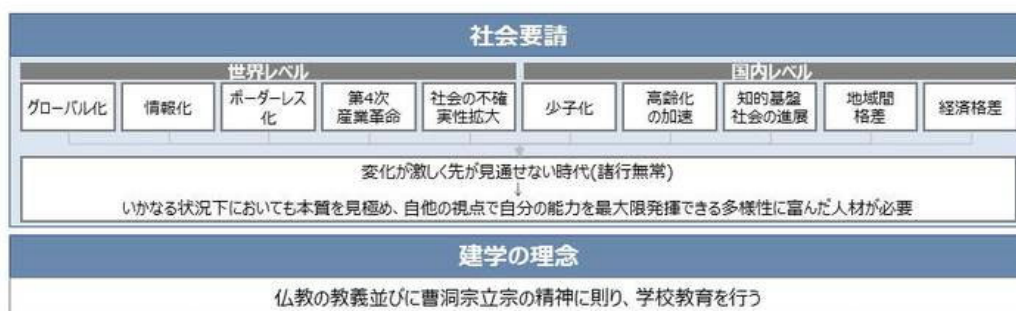 社会要請
世界レベル
国内レベル
グローバル化
情報化
ボーダーレス
化
第4次
産業革命
社会の不確
実性拡大
少子化
高齢化
の加速
知的基盤
社会の進展
地域間
格差
経済格差
変化が激しく先が見通せない時代(諸行無常)
↓
いかなる状況下においても本質を見極め、自他の視点で自分の能力を最大限発揮できる多様性に富んだ人材が必要
建学の理念
仏教の教義並びに曹洞宗立宗の精神に則り、学校教育を行う